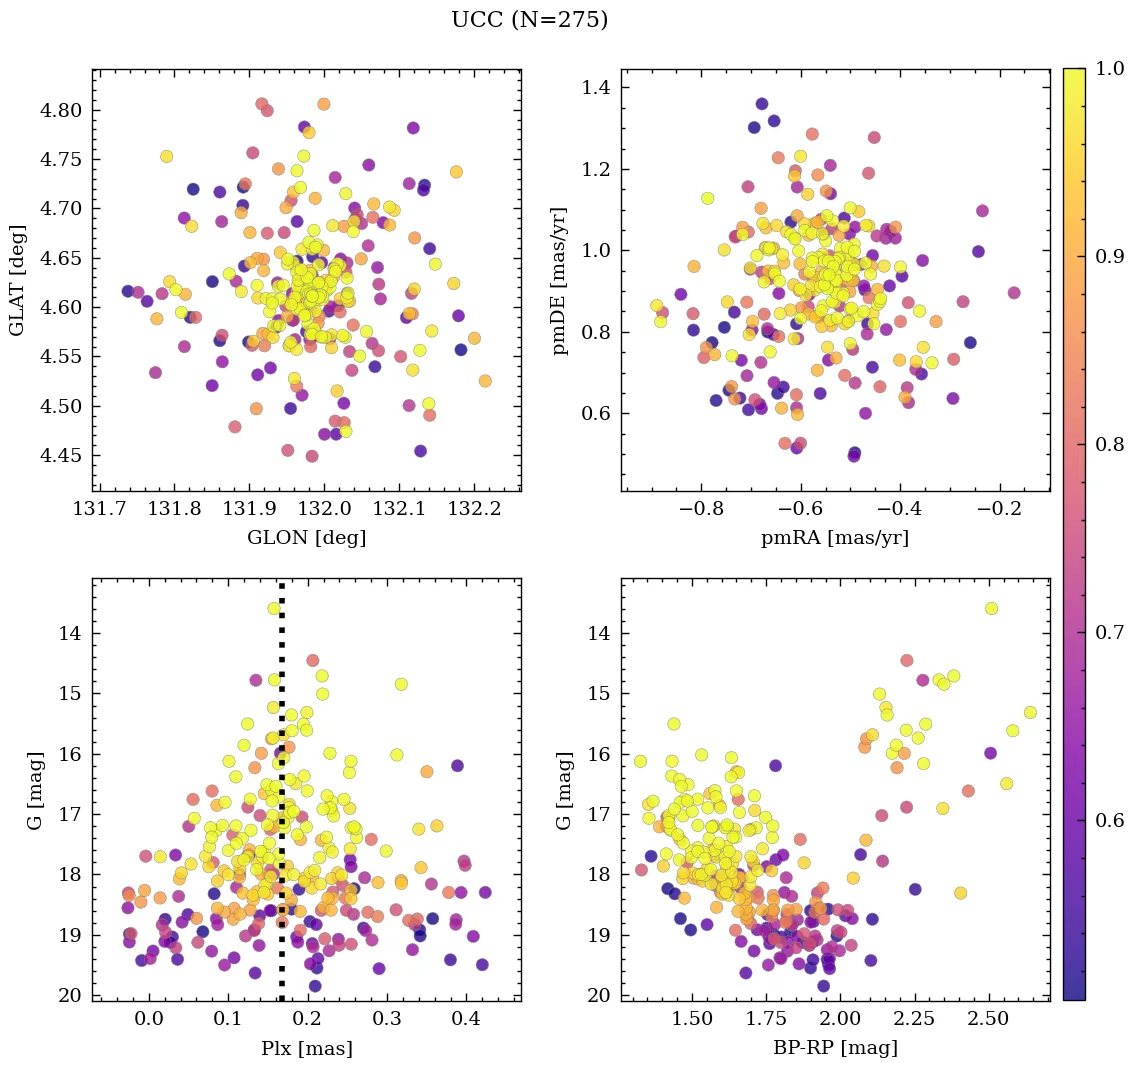 UCC (N=275)
4.80
4.75
4.70
4.65
4.60
4.55
4.50
4.45
GLAT [deg]
131.7 131.8 131.9 132.0 132.1 132.2
GLON [deg]
1.4
1.2
1.0
0.8
0.6
pmDE [mas/yr]
−0.8 −0.6 −0.4 −0.2
pmRA [mas/yr]
14
15
16
17
18
19
20
G [mag]
0.0 0.1 0.2 0.3 0.4
Plx [mas]
14
15
16
17
18
19
20
G [mag]
1.50 1.75 2.00 2.25 2.50
BP-RP [mag]
1.0
0.9
0.8
0.7
0.6